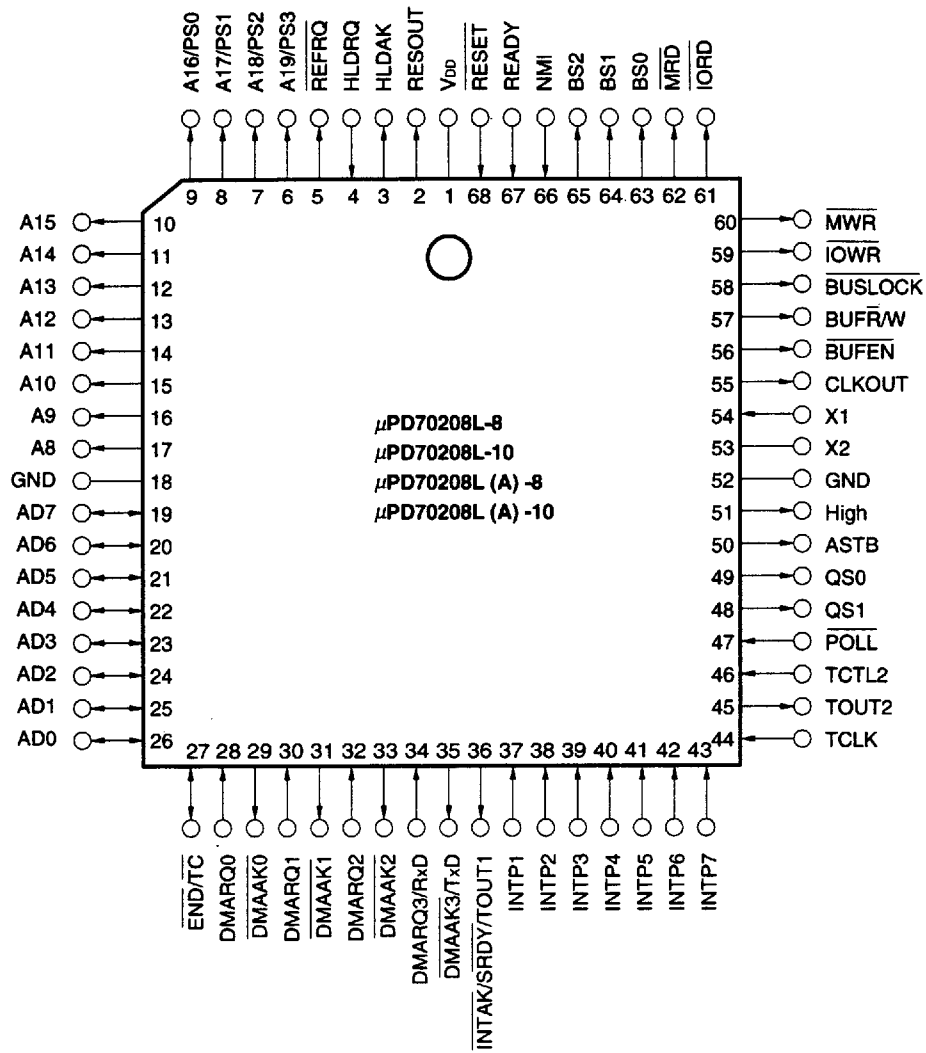 A16/PS0
A17/PS1
A18/PS2
A19/PS3
REFRQ
HLDRQ
HLDAK
RESOUT
VDD
RESET
READY
NMI
BS2
BS1
BS0
MRD
IORD
9 8 7 6 5 4 3 2 1 68 67 66 65 64 63 62 61
A15 10
A14 11
A13 12
A12 13
A11 14
A10 15
A9 16
A8 17
GND 18
AD7 19
AD6 20
AD5 21
AD4 22
AD3 23
AD2 24
AD1 25
AD0 26
μPD70208L-8
μPD70208L-10
μPD70208L (A) -8
μPD70208L (A) -10
60 MWR
59 IOWR
58 BUSLOCK
57 BUFR/W
56 BUFEN
55 CLKOUT
54 X1
53 X2
52 GND
51 High
50 ASTB
49 QS0
48 QS1
47 POLL
46 TCTL2
45 TOUT2
44 TCLK
27 28 29 30 31 32 33 34 35 36 37 38 39 40 41 42 43
END/TC
DMARQ0
DMAAK0
DMARQ1
DMAAK1
DMARQ2
DMAAK2
DMARQ3/RxD
DMAAK3/TxD
INTAK/SRDY/TOUT1
INTP1
INTP2
INTP3
INTP4
INTP5
INTP6
INTP7